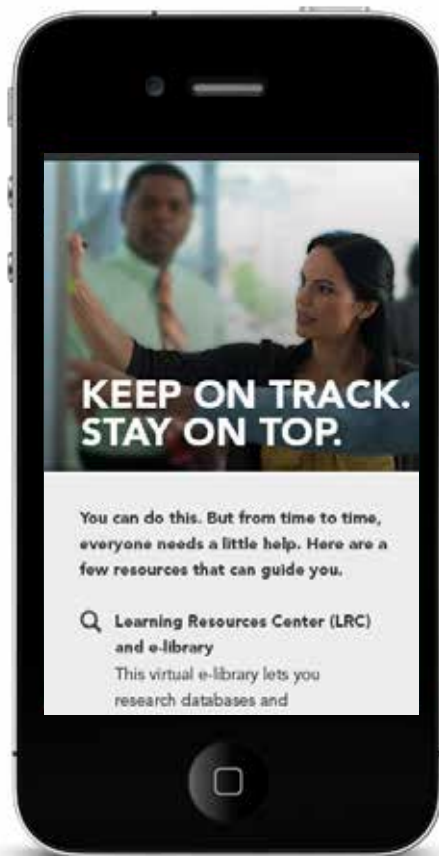 KEEP ON TRACK.
STAY ON TOP.
You can do this. But from time to time,
everyone needs a little help. Here are a
few resources that can guide you.
Learning Resources Center (LRC)
and e-library
This virtual e-library lets you
research databases and